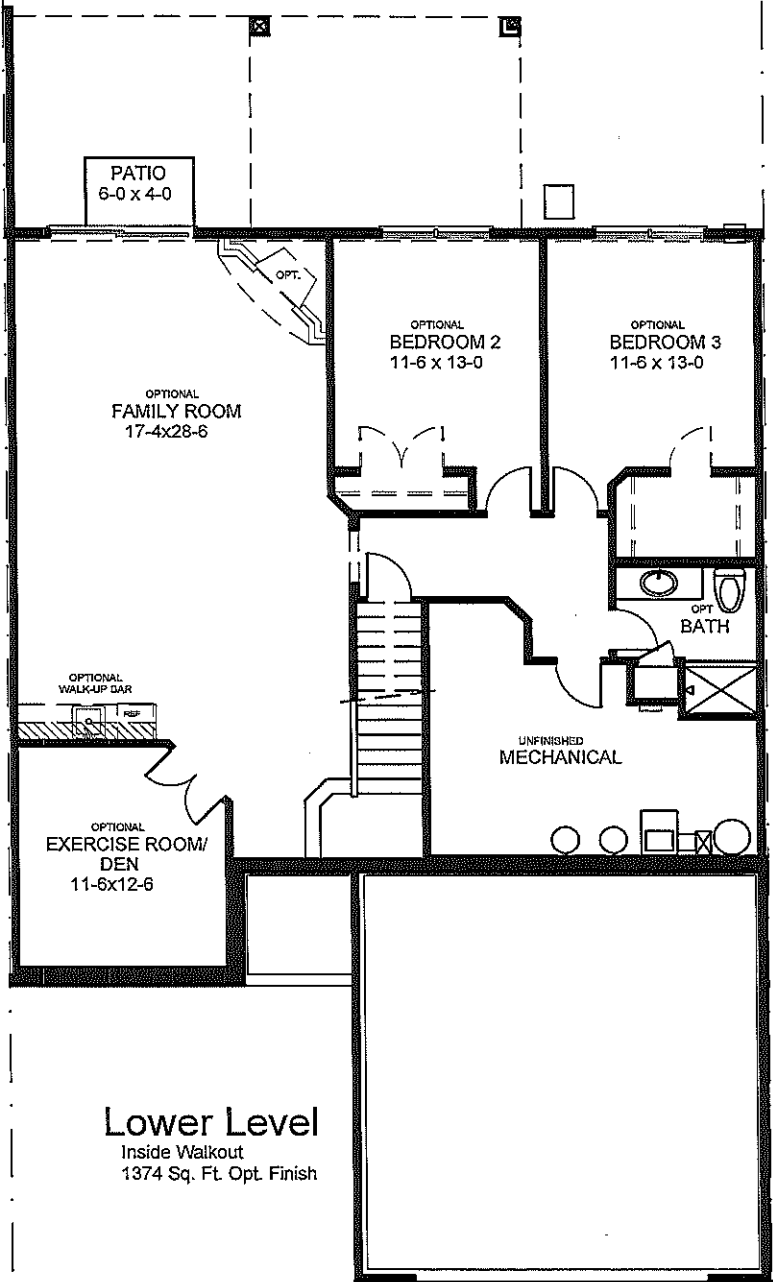 PATIO
6-0 x 4-0
OPT.
OPTIONAL
BEDROOM 2
11-6 x 13-0
OPTIONAL
BEDROOM 3
11-6 x 13-0
OPTIONAL
FAMILY ROOM
17-4x28-6
OPT
BATH
OPTIONAL
WALK-UP BAR
REF
UNFINISHED
MECHANICAL
OPTIONAL
EXERCISE ROOM/
DEN
11-6x12-6
Lower Level
Inside Walkout
1374 Sq. Ft. Opt. Finish